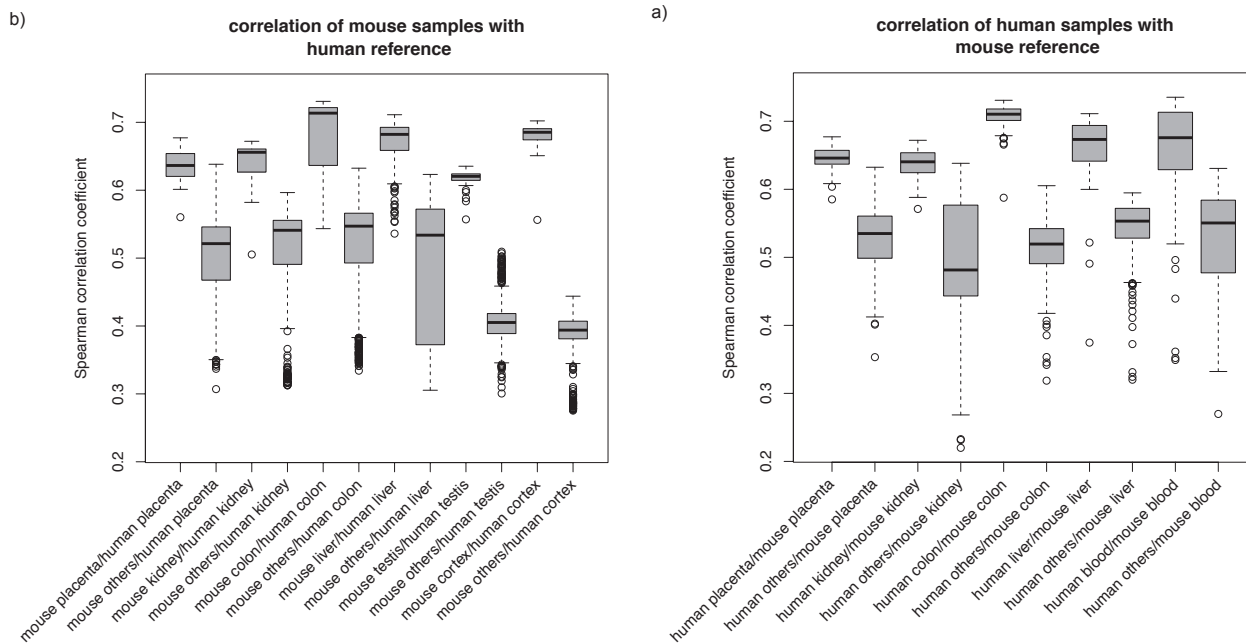 b)
correlation of mouse samples with
human reference
Spearman correlation coefficient
0.7
0.6
0.5
0.4
0.3
0.2
mouse placenta/human placenta
mouse others/human placenta
mouse kidney/human kidney
mouse others/human kidney
mouse colon/human colon
mouse others/human colon
mouse liver/human liver
mouse others/human liver
mouse testis/human testis
mouse others/human testis
mouse cortex/human cortex
mouse others/human cortex
a)
correlation of human samples with
mouse reference
Spearman correlation coefficient
0.7
0.6
0.5
0.4
0.3
0.2
human placenta/mouse placenta
human others/mouse placenta
human kidney/mouse kidney
human others/mouse kidney
human colon/mouse colon
human others/mouse colon
human liver/mouse liver
human others/mouse liver
human blood/mouse blood
human others/mouse blood